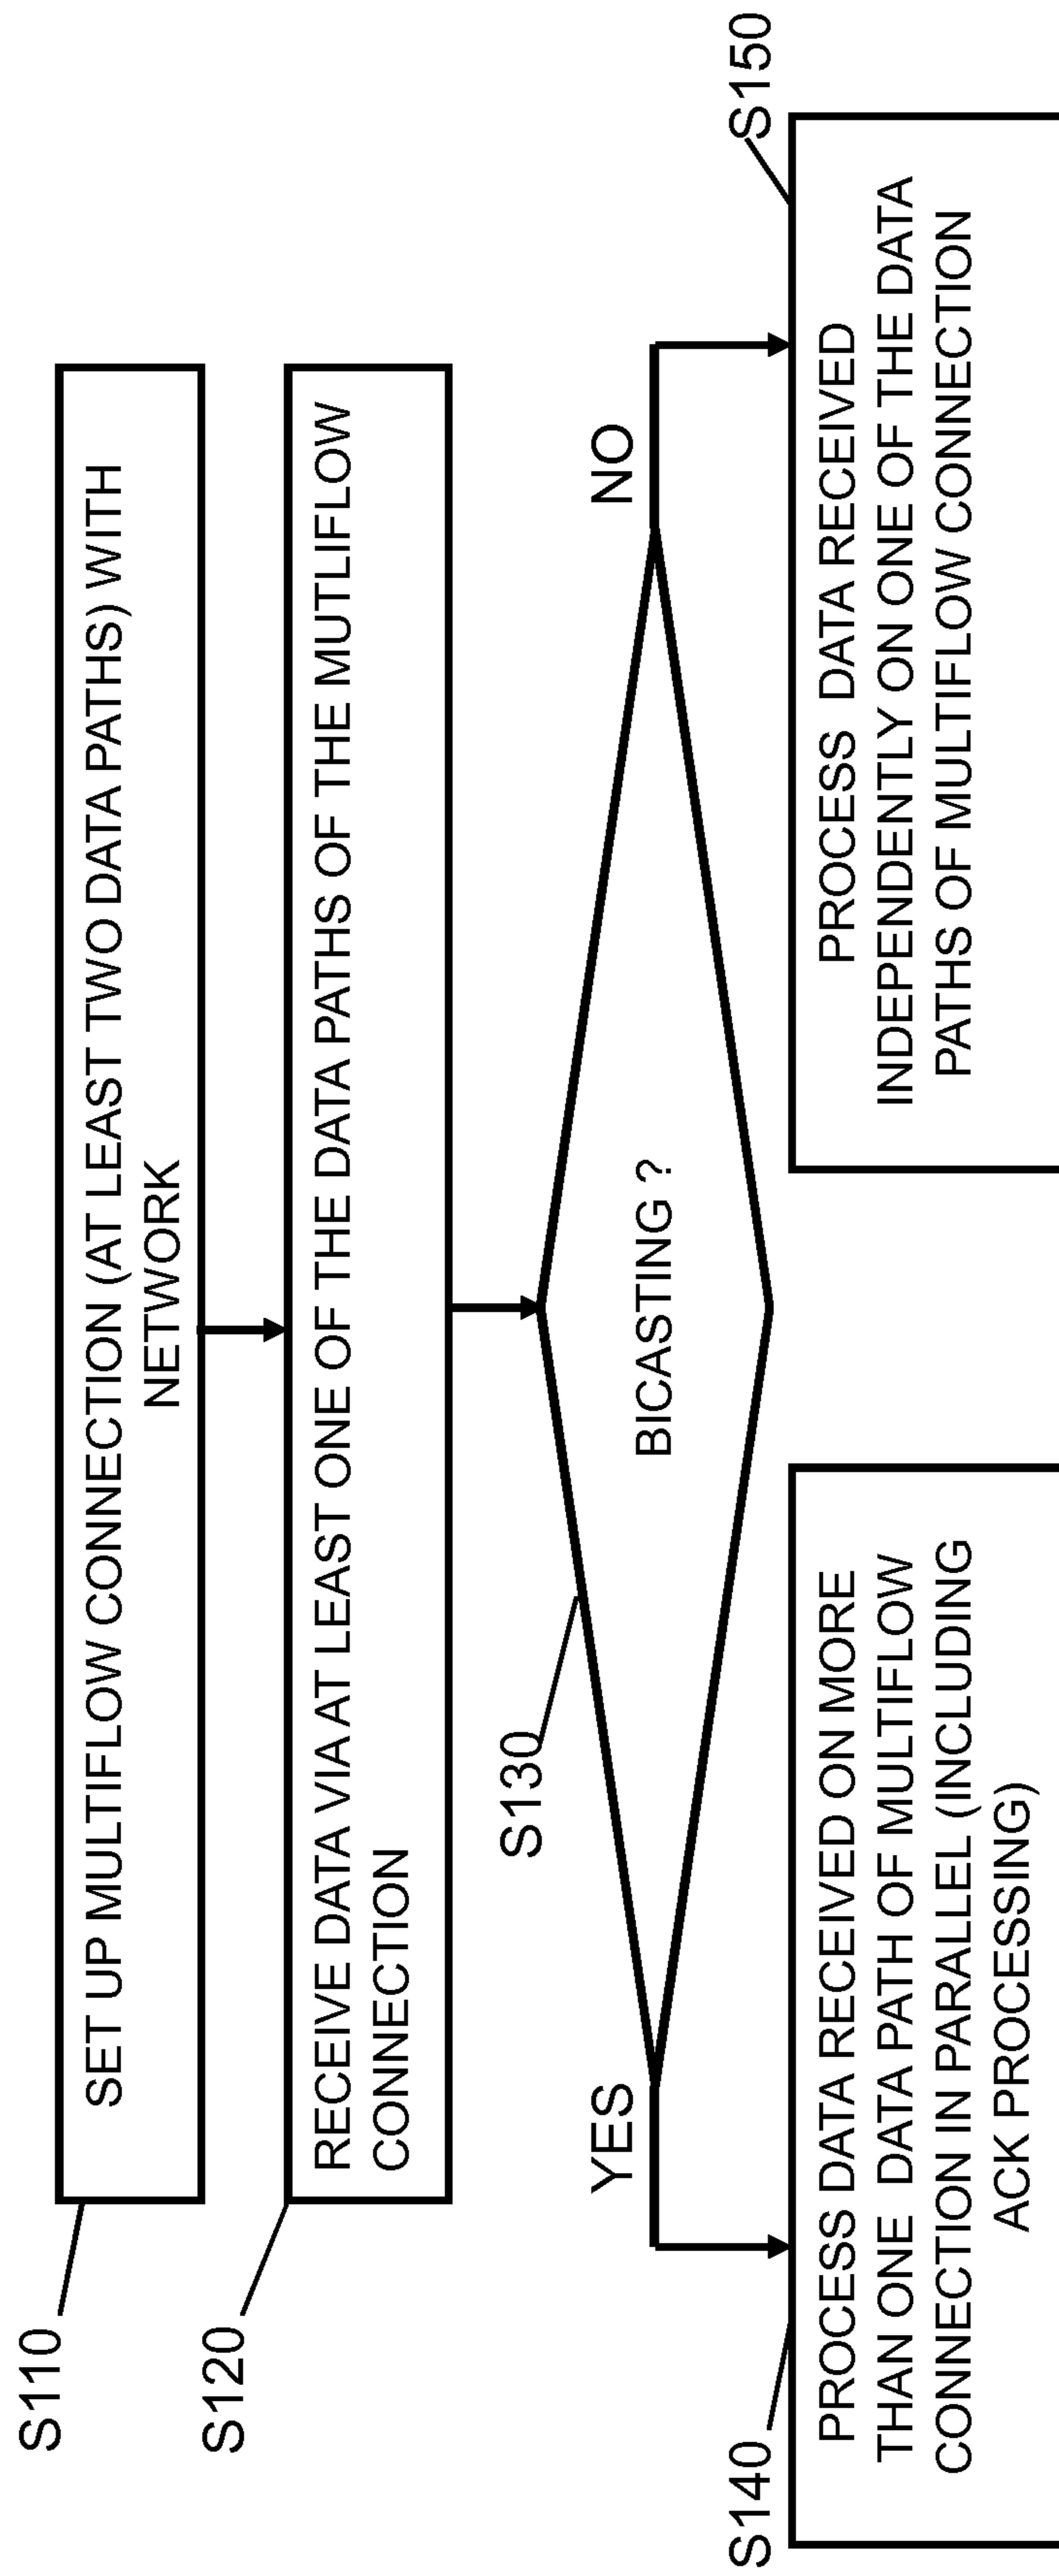 S110
SET UP MULTIFLOW CONNECTION (AT LEAST TWO DATA PATHS) WITH
NETWORK
S120
RECEIVE DATA VIA AT LEAST ONE OF THE DATA PATHS OF THE MUTLIFLOW
CONNECTION
S130
BICASTING ?
YES
NO
S140
PROCESS DATA RECEIVED ON MORE
THAN ONE DATA PATH OF MULTIFLOW
CONNECTION IN PARALLEL (INCLUDING
ACK PROCESSING)
S150
PROCESS DATA RECEIVED
INDEPENDENTLY ON ONE OF THE DATA
PATHS OF MULTIFLOW CONNECTION